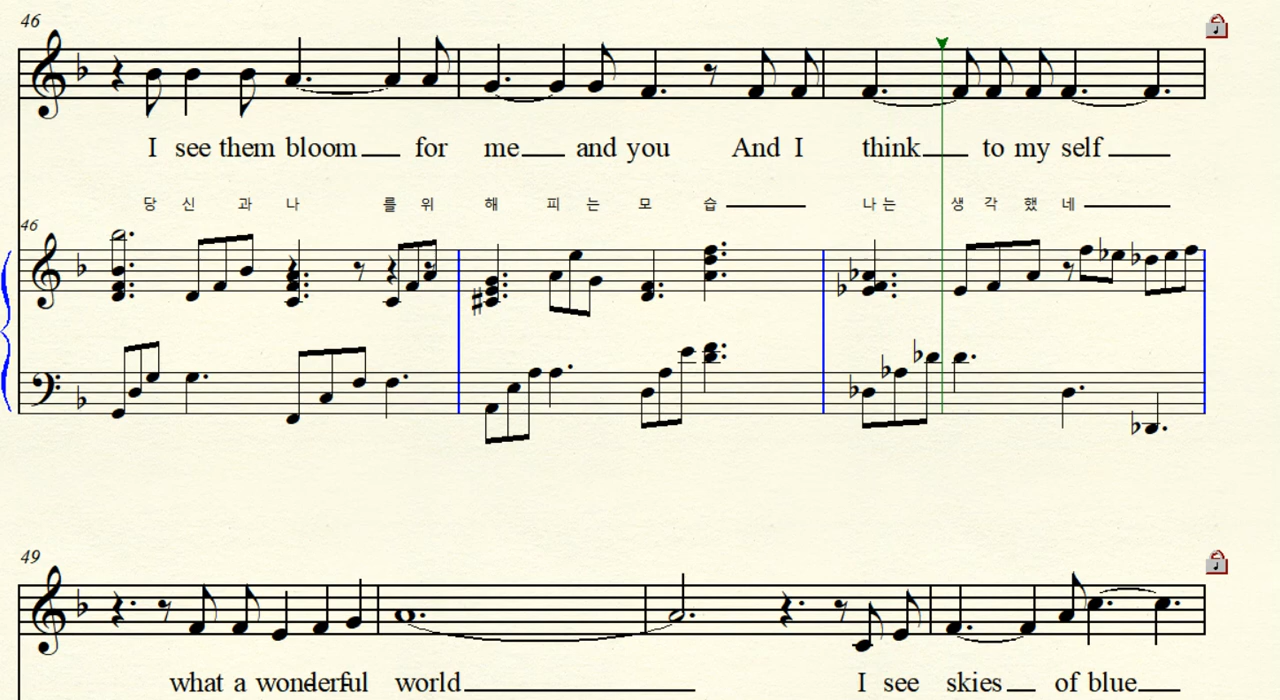 46
I see them bloom for me and you And I think to my self
당 신 과 나 를 위 해 피 는 모 습 나 는 생 각 했 네
46
49
what a wonderful world I see skies of blue